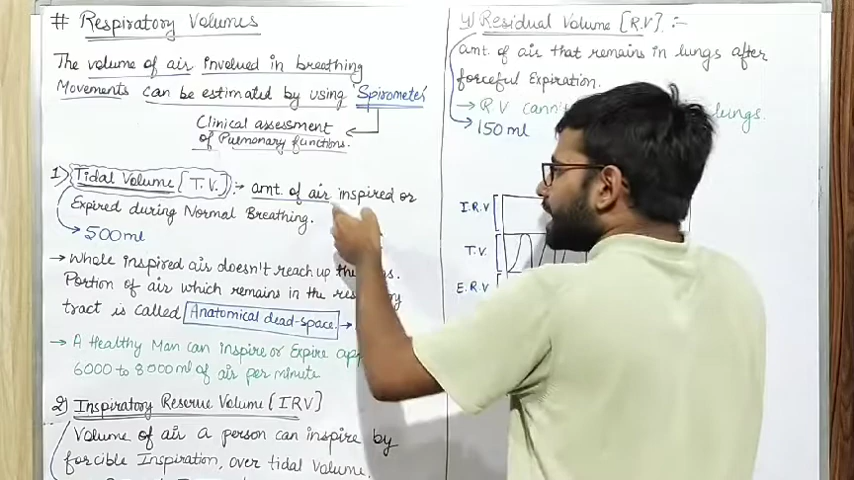 # Respiratory Volumes
The volume of air involved in breathing
Movements can be estimated by using 'Spirometer'
Clinical assessment
of Pulmonary functions.
1) Tidal Volume [T.V.] :- amt. of air inspired or
Expired during Normal Breathing.
→ 500ml
→ Whole inspired air doesn't reach up the
Portion of air which remains in the
tract is called Anatomical dead-space. →
→ A Healthy Man can inspire or Expire
6000 to 8000 ml of air per minute
2) Inspiratory Reserve Volume [IRV]
Volume of air a person can inspire by
forcible Inspiration, over tidal volume.
4) Residual Volume [R.V] :-
amt. of air that remains in lungs after
forceful Expiration.
→ R.V lungs.
→ 150 ml
I.R.V
T.V.
E.R.V